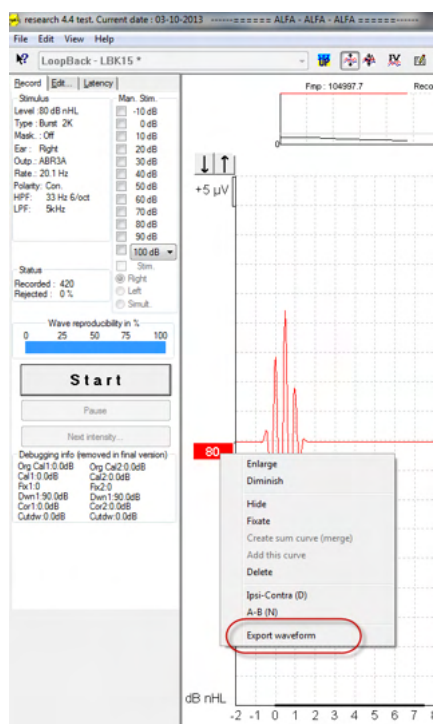 research 4.4 test. Current date : 03-10-2013 ------====== ALFA - ALFA - ALFA ======------
File Edit View Help
LoopBack - LBK15 *
Record Edit... Latency
Stimulus
Level :80 dB nHL
Type : Burst 2K
Mask. : Off
Ear : Right
Outp.: ABR3A
Rate : 20.1 Hz
Polarity: Con.
HPF: 33 Hz 6/oct
LPF: 5kHz
Man. Stim.
-10 dB
0dB
10 dB
20 dB
30 dB
40 dB
50 dB
60 dB
70 dB
80 dB
90 dB
100 dB
Stim.
Right
Left
Simult.
Status
Recorded : 420
Rejected : 0 %
Wave reproducibility in %
0 25 50 75 100
Start
Pause
Next intensity...
Debugging info (removed in final version)
Org Cal1:0.0dB Org Cal2:0.0dB
Cal1:0.0dB Cal2:0.0dB
Fix1:0 Fix2:0
Dwn1:90.0dB Dwn2:90.0dB
Cor1:0.0dB Cor2:0.0dB
Cutdw:0.0dB Cutdw:0.0dB
Fmp: 104997.7 Reco
0
+5 µV
80
Enlarge
Diminish
Hide
Fixate
Create sum curve (merge)
Add this curve
Delete
Ipsi-Contra (D)
A-B (N)
Export waveform
dB nHL
-2 -1 0 1 2 3 4 5 6 7 8